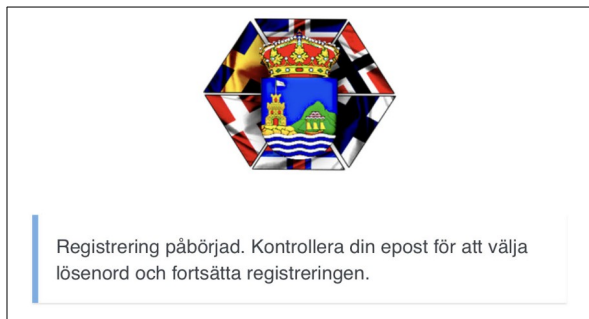 Registrering påbörjad. Kontrollera din epost för att välja
lösenord och fortsätta registreringen.